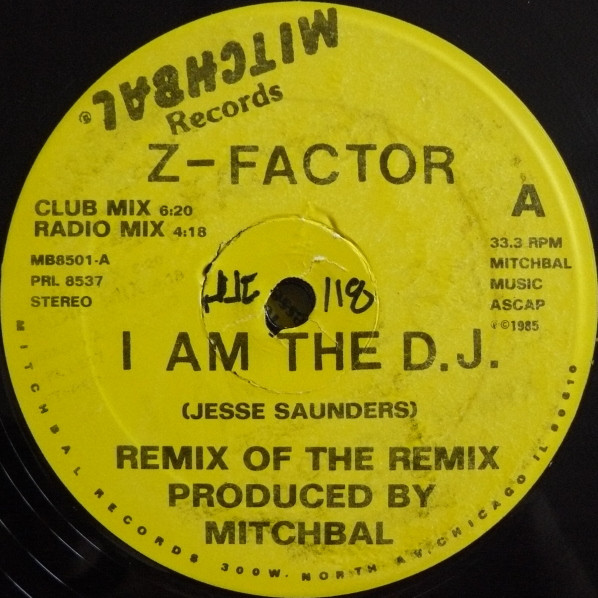 MITCHBAL®
Records
Z-FACTOR
A
CLUB MIX 6:20
RADIO MIX 4:18
MB8501-A
PRL 8537
STEREO
33.3 RPM
MITCHBAL
MUSIC
ASCAP
℗©1985
118
I AM THE D.J.
(JESSE SAUNDERS)
REMIX OF THE REMIX
PRODUCED BY
MITCHBAL
MITCHBAL RECORDS 300W. NORTH AV. CHICAGO IL 60610